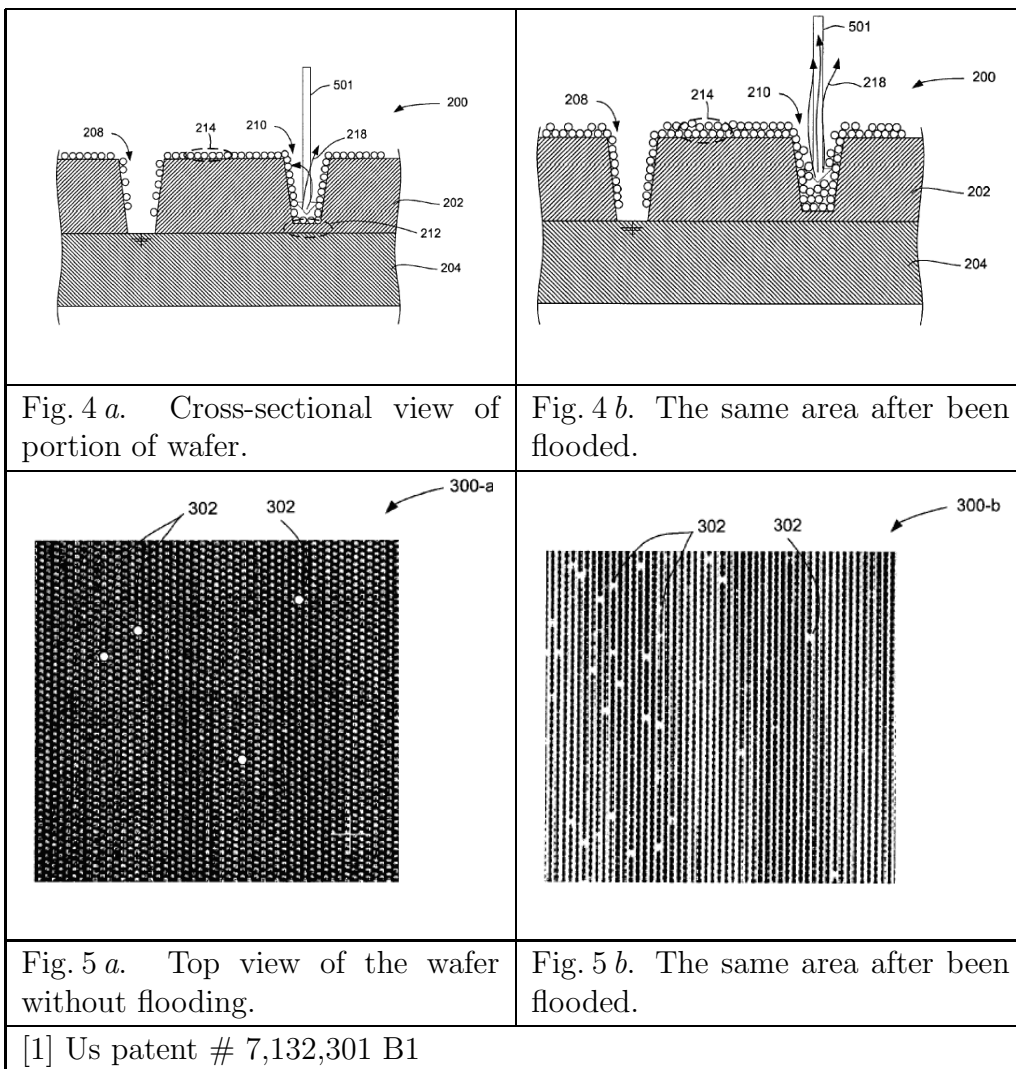 501
200
208
214
210
218
202
212
204
501
200
208
214
210
218
202
204
Fig. 4 a. Cross-sectional view of
portion of wafer.
Fig. 4 b. The same area after been
flooded.
300-a
302
302
300-b
302
302
Fig. 5 a. Top view of the wafer
without flooding.
Fig. 5 b. The same area after been
flooded.
[1] Us patent # 7,132,301 B1